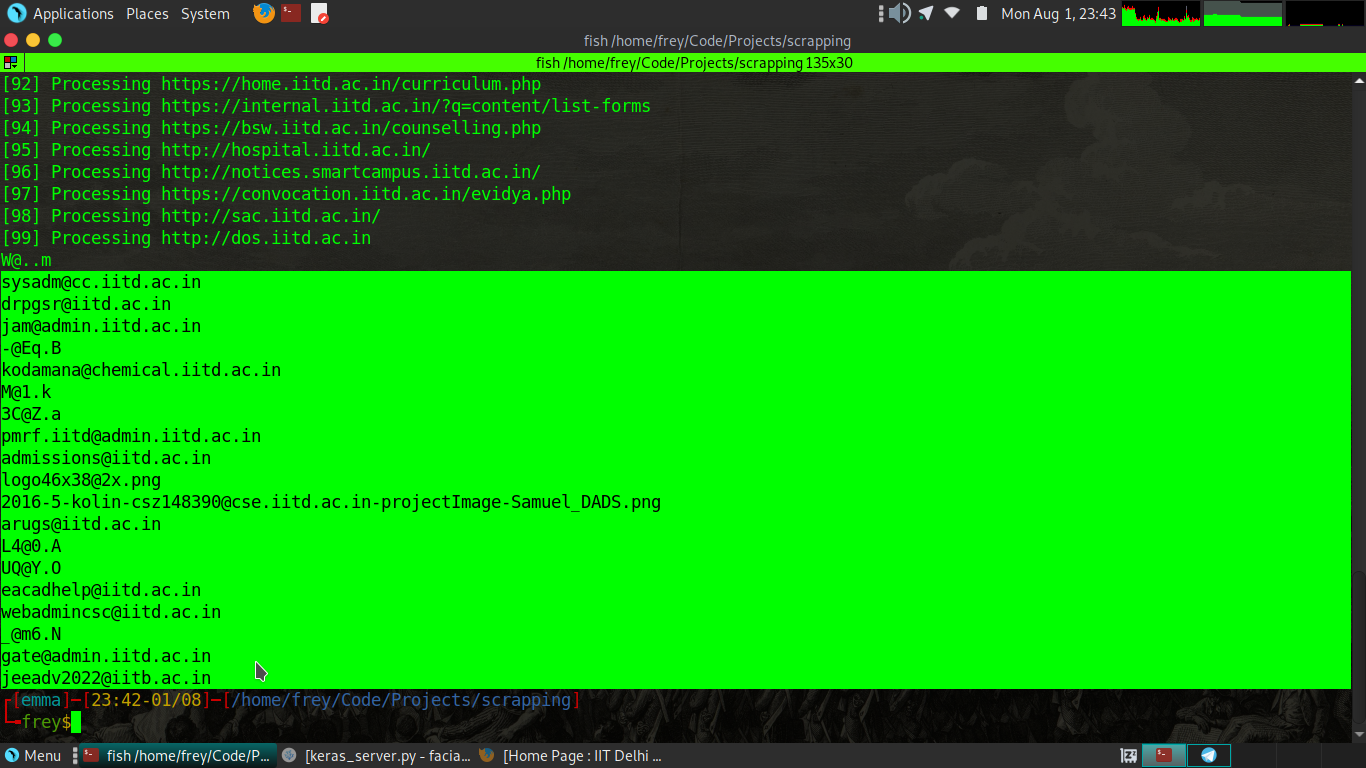 Applications Places System Mon Aug 1, 23:43
fish /home/frey/Code/Projects/scrapping
fish /home/frey/Code/Projects/scrapping 135x30
[92] Processing https://home.iitd.ac.in/curriculum.php
[93] Processing https://internal.iitd.ac.in/?q=content/list-forms
[94] Processing https://bsw.iitd.ac.in/counselling.php
[95] Processing http://hospital.iitd.ac.in/
[96] Processing http://notices.smartcampus.iitd.ac.in/
[97] Processing https://convocation.iitd.ac.in/evidya.php
[98] Processing http://sac.iitd.ac.in/
[99] Processing http://dos.iitd.ac.in
W@..m
sysadm@cc.iitd.ac.in
drpgsr@iitd.ac.in
jam@admin.iitd.ac.in
-@Eq.B
kodamana@chemical.iitd.ac.in
M@1.k
3C@Z.a
pmrf.iitd@admin.iitd.ac.in
admissions@iitd.ac.in
logo46x38@2x.png
2016-5-kolin-csz148390@cse.iitd.ac.in-projectImage-Samuel_DADS.png
arugs@iitd.ac.in
L4@0.A
UQ@Y.O
eacadhelp@iitd.ac.in
webadmincsc@iitd.ac.in
_@m6.N
gate@admin.iitd.ac.in
jeeadv2022@iitb.ac.in
[emma]-[23:42-01/08]-[/home/frey/Code/Projects/scrapping]
frey$
Menu fish /home/frey/Code/P... [keras_server.py - facia... [Home Page : IIT Delhi ...